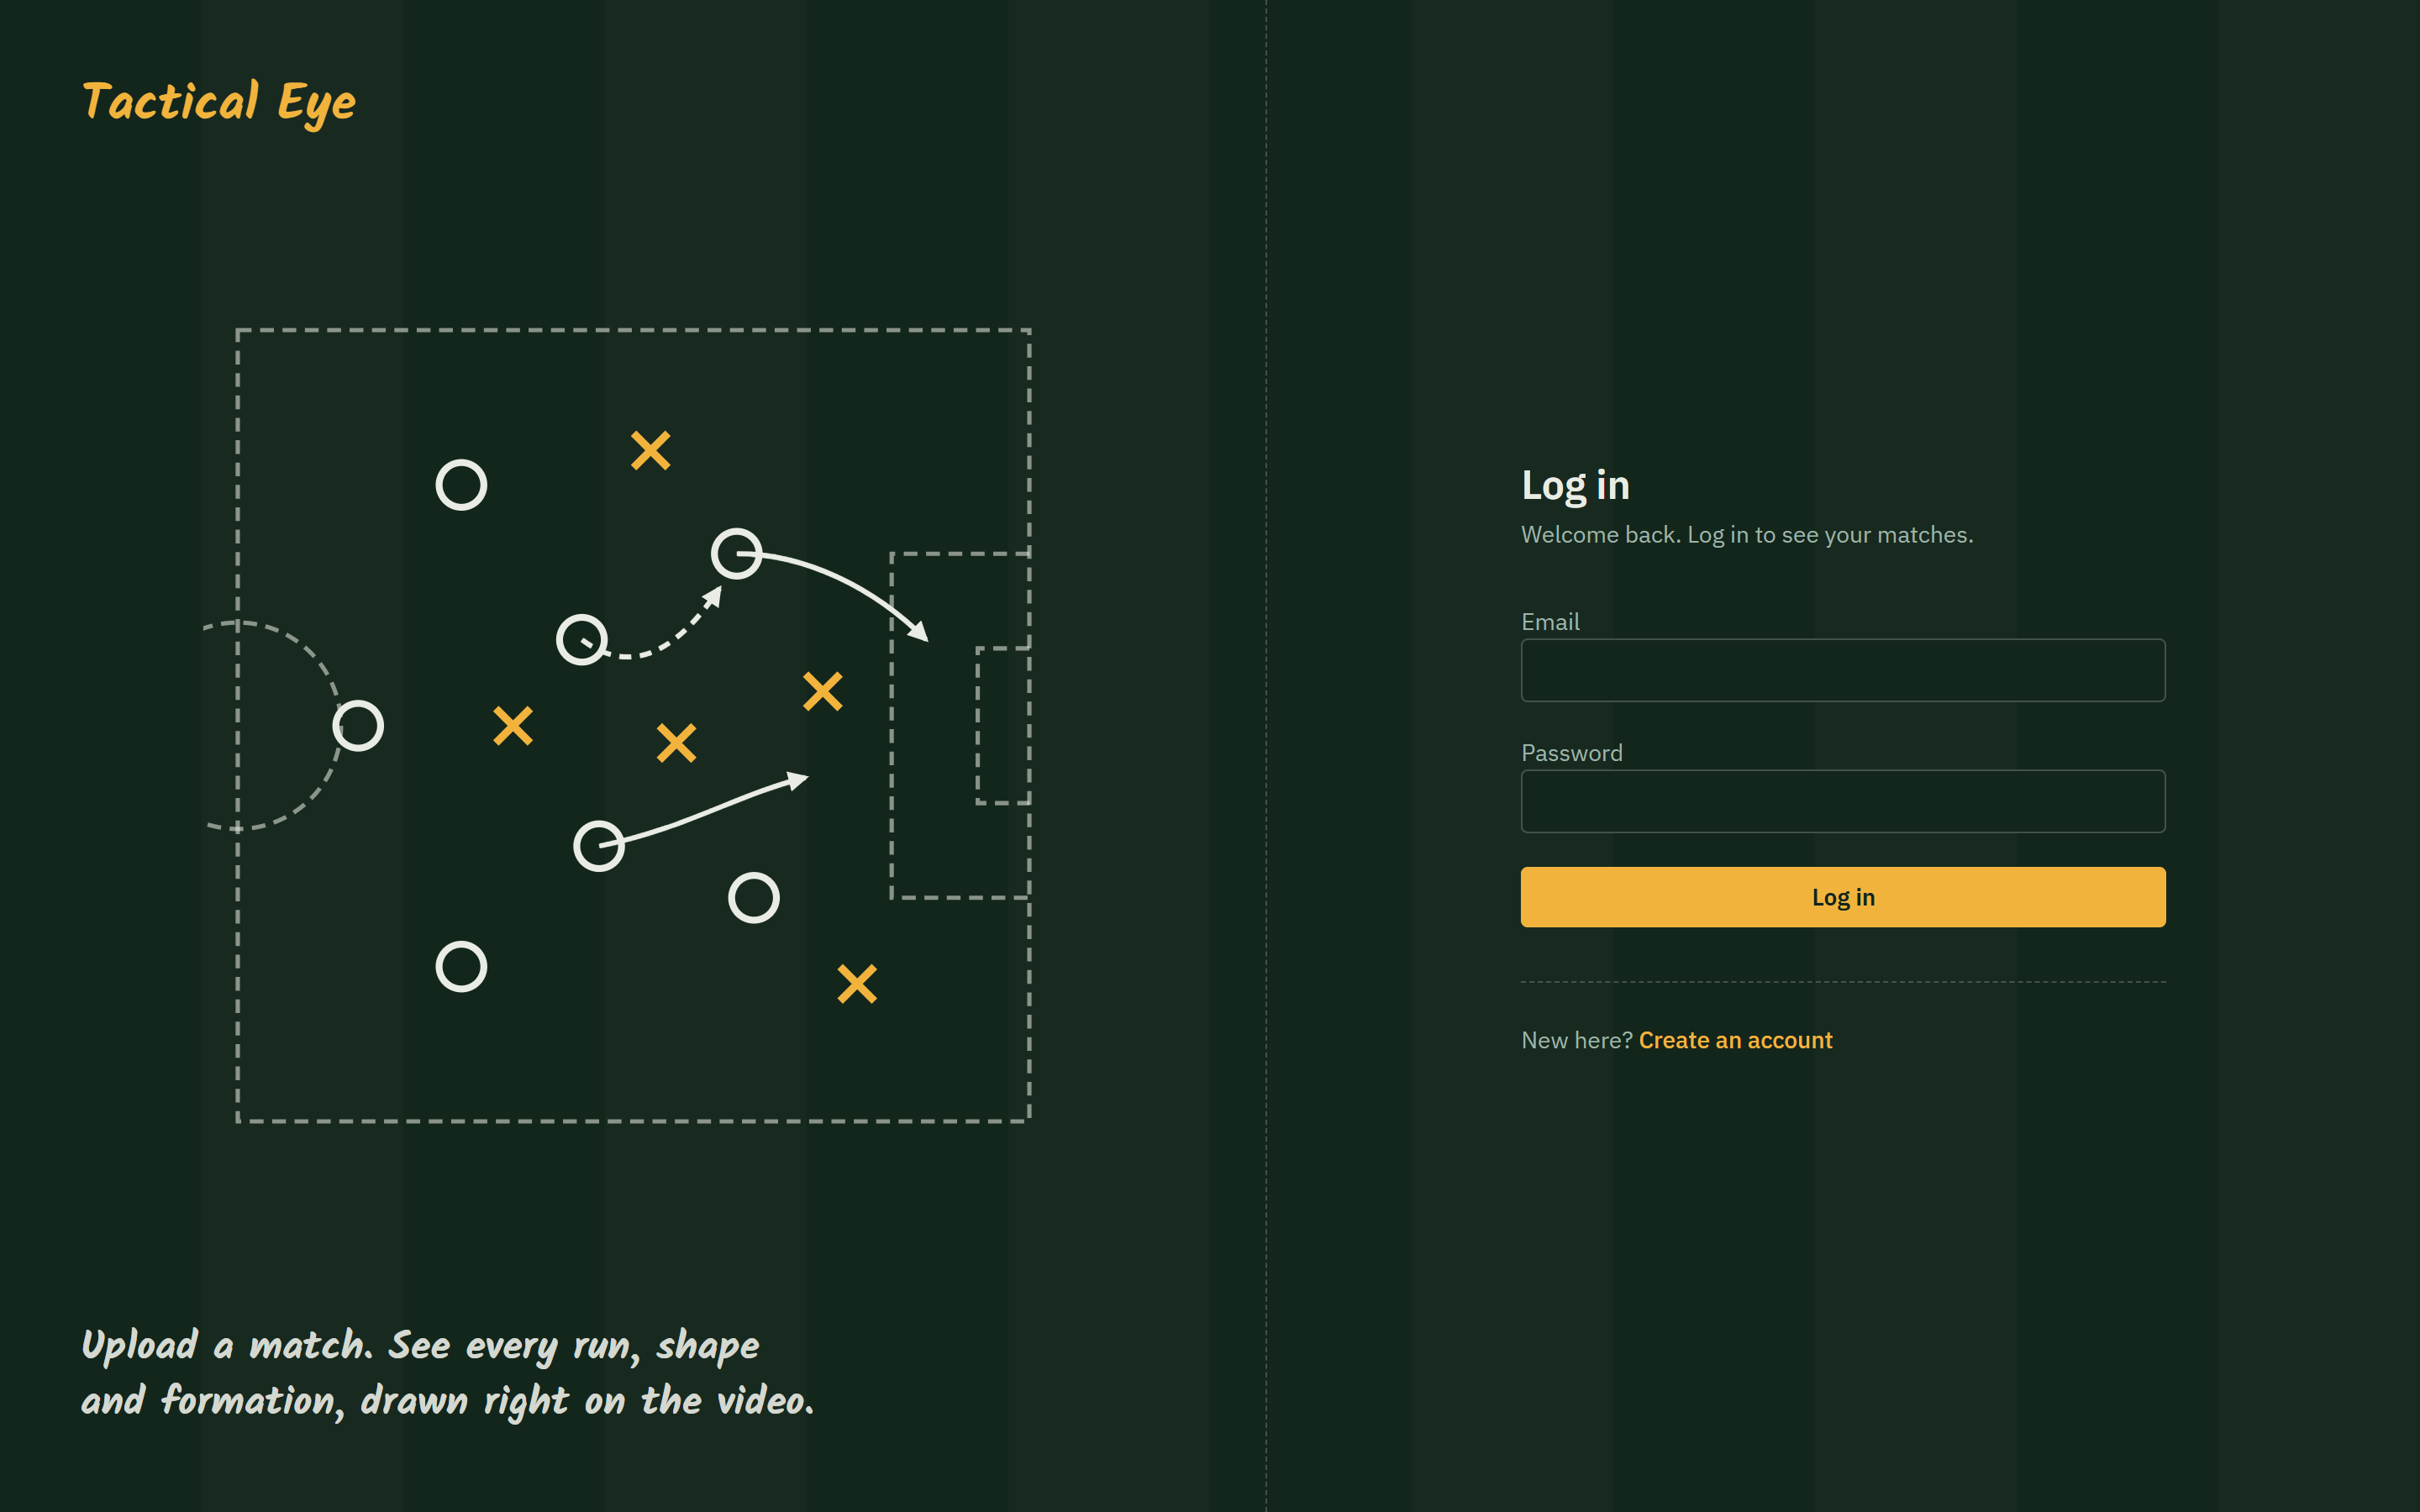 Tactical Eye
Upload a match. See every run, shape
and formation, drawn right on the video.
Log in
Welcome back. Log in to see your matches.
Email
Password
Log in
New here? Create an account